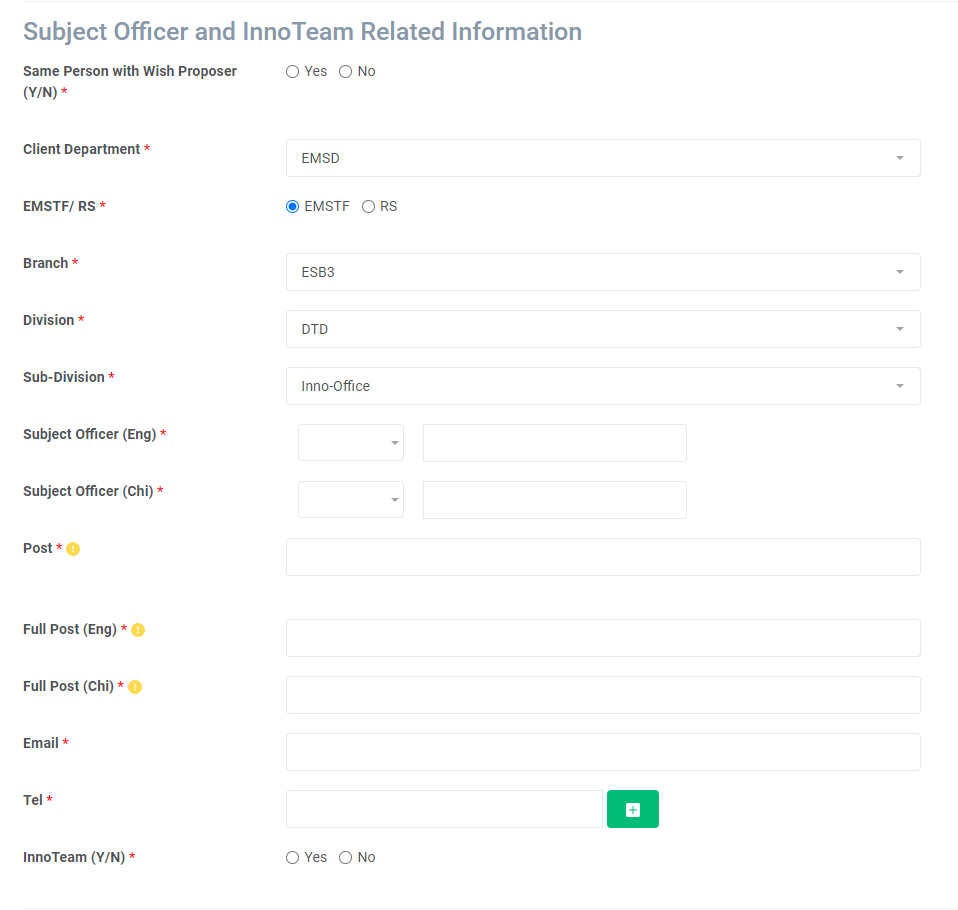 Subject Officer and InnoTeam Related Information
Same Person with Wish Proposer
(Y/N) *
Yes No
Client Department *
EMSD
EMSTF/ RS *
EMSTF RS
Branch *
ESB3
Division *
DTD
Sub-Division *
Inno-Office
Subject Officer (Eng) *
Subject Officer (Chi) *
Post *
Full Post (Eng) *
Full Post (Chi) *
Email *
Tel *
InnoTeam (Y/N) *
Yes No